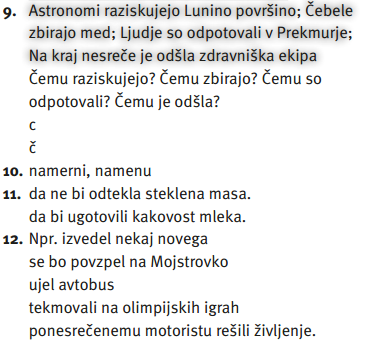 9. Astronomi raziskujejo Lunino površino; Čebele
zbirajo med; Ljudje so odpotovali v Prekmurje;
Na kraj nesreče je odšla zdravniška ekipa
Čemu raziskujejo? Čemu zbirajo? Čemu so
odpotovali? Čemu je odšla?
c
č
10. namerni, namenu
11. da ne bi odtekla steklena masa.
da bi ugotovili kakovost mleka.
12. Npr. izvedel nekaj novega
se bo povzpel na Mojstrovko
ujel avtobus
tekmovali na olimpijskih igrah
ponesrečenemu motoristu rešili življenje.